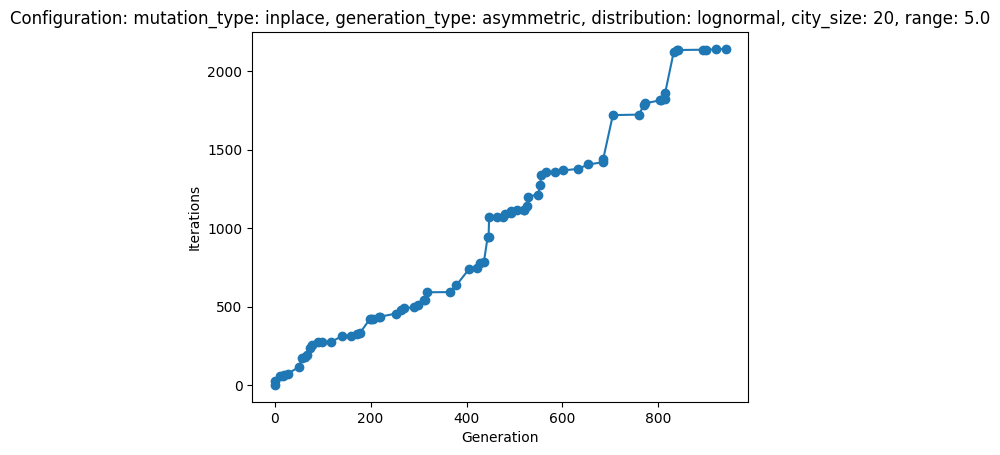 Configuration: mutation_type: inplace, generation_type: asymmetric, distribution: lognormal, city_size: 20, range: 5.0
2000
1500
1000
500
0
Iterations
0 200 400 600 800
Generation